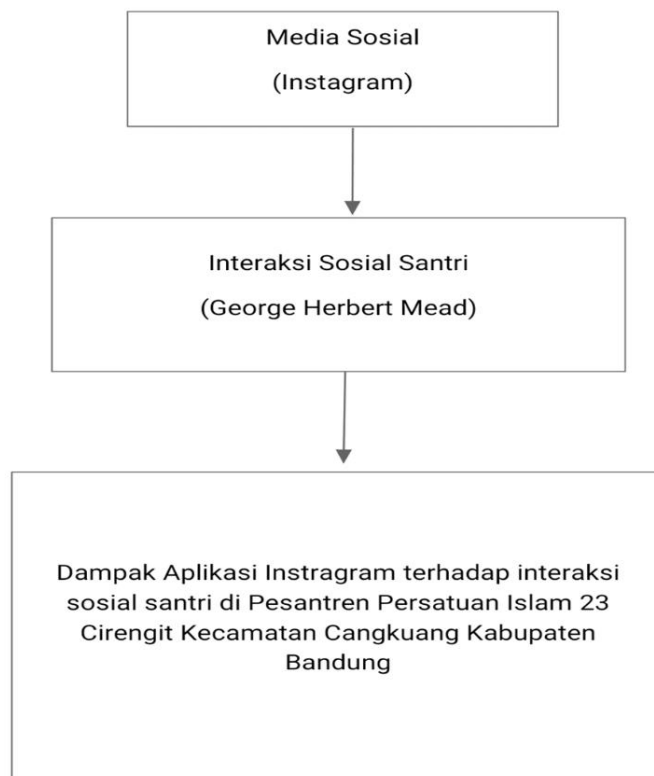 Media Sosial
(Instagram)
Interaksi Sosial Santri
(George Herbert Mead)
Dampak Aplikasi Instragram terhadap interaksi
sosial santri di Pesantren Persatuan Islam 23
Cirengit Kecamatan Cangkuang Kabupaten
Bandung